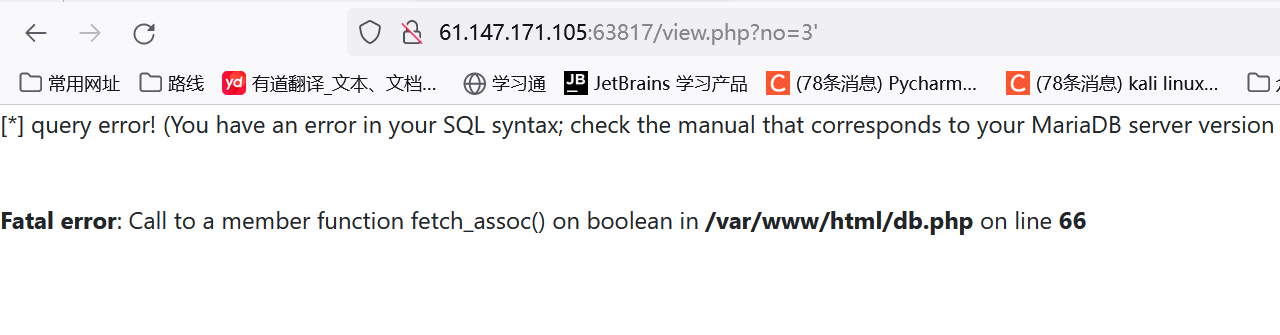 61.147.171.105:63817/view.php?no=3'
常用网址 路线 yd 有道翻译_文本、文档... 学习通 JB JetBrains 学习产品 C (78条消息) Pycharm... C (78条消息) kali linux...
[*] query error! (You have an error in your SQL syntax; check the manual that corresponds to your MariaDB server version
Fatal error: Call to a member function fetch_assoc() on boolean in /var/www/html/db.php on line 66